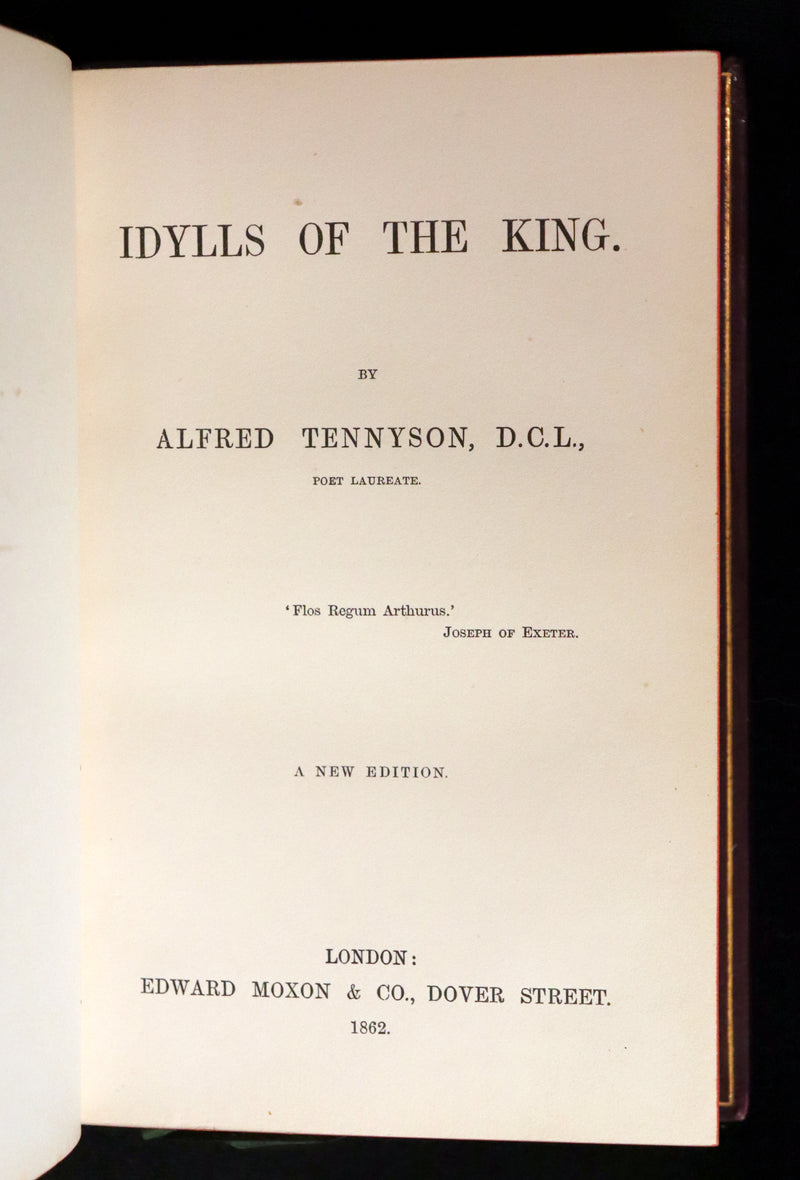 IDYLLS OF THE KING.
BY
ALFRED TENNYSON, D.C.L.,
POET LAUREATE.
‘Flos Regum Arthurus.’
JOSEPH OF EXETER.
A NEW EDITION.
LONDON:
EDWARD MOXON & CO., DOVER STREET.
1862.